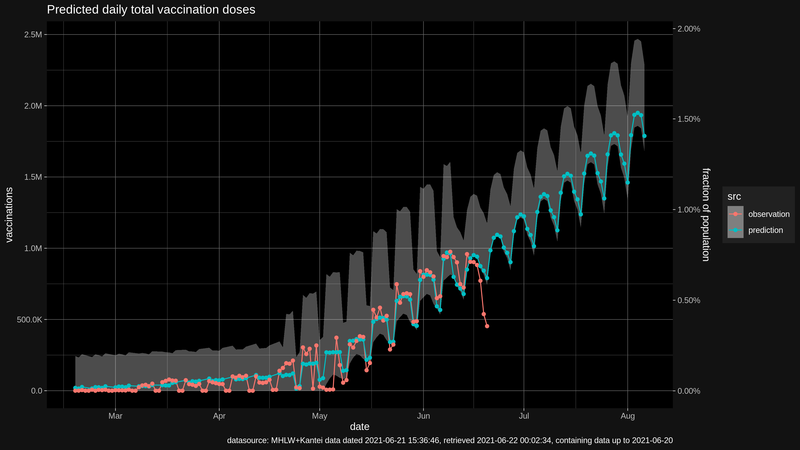 Predicted daily total vaccination doses
2.5M
2.0M
1.5M
1.0M
500.0K
0.0
vaccinations
2.00%
1.50%
1.00%
0.50%
0.00%
fraction of population
Mar Apr May Jun Jul Aug
date
src
observation
prediction
datasource: MHLW+Kantei data dated 2021-06-21 15:36:46, retrieved 2021-06-22 00:02:34, containing data up to 2021-06-20